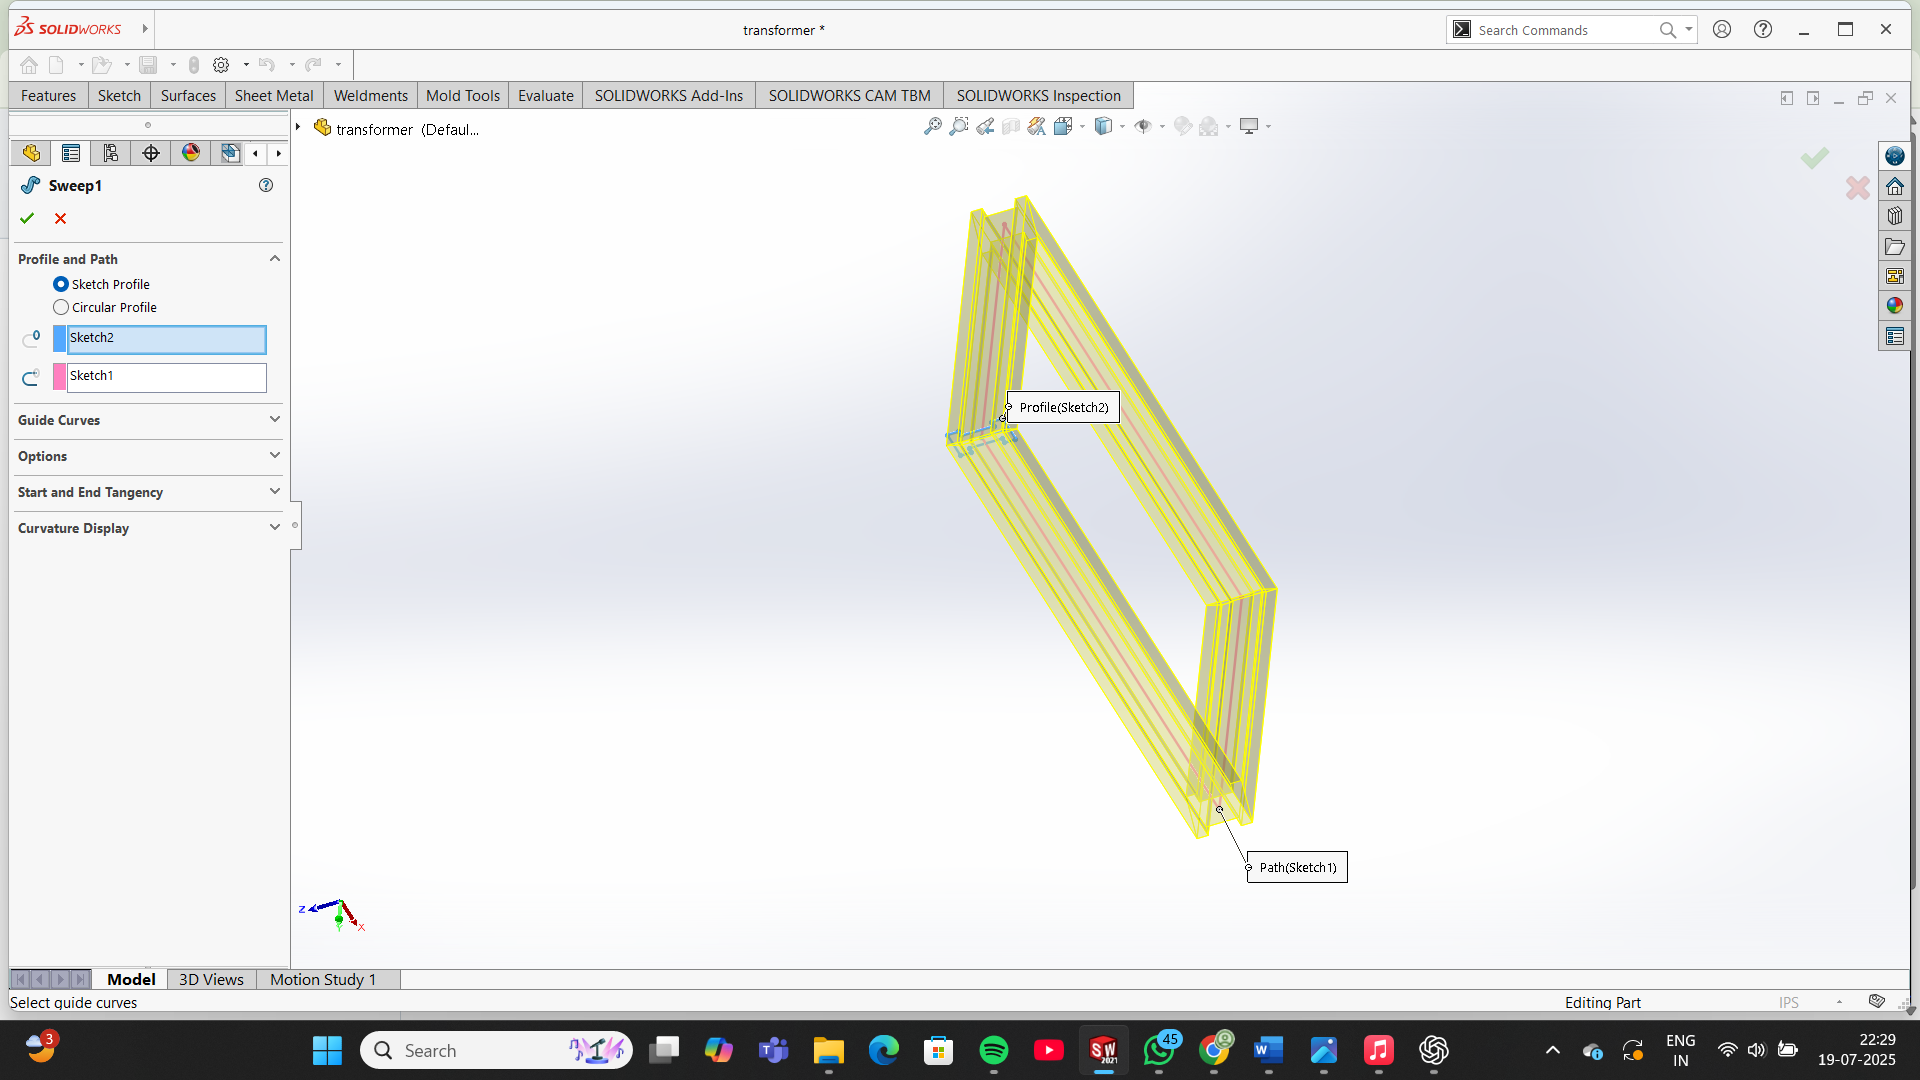 SOLIDWORKS
transformer *
Search Commands
Features
Sketch
Surfaces
Sheet Metal
Weldments
Mold Tools
Evaluate
SOLIDWORKS Add-Ins
SOLIDWORKS CAM TBM
SOLIDWORKS Inspection
transformer (Defaul...
Sweep1
Profile and Path
Sketch Profile
Circular Profile
Sketch2
Sketch1
Guide Curves
Options
Start and End Tangency
Curvature Display
Profile(Sketch2)
Path(Sketch1)
Z
X
Model
3D Views
Motion Study 1
Select guide curves
Editing Part
IPS
3
Search
SW
2021
45
W
ENG
IN
22:29
19-07-2025